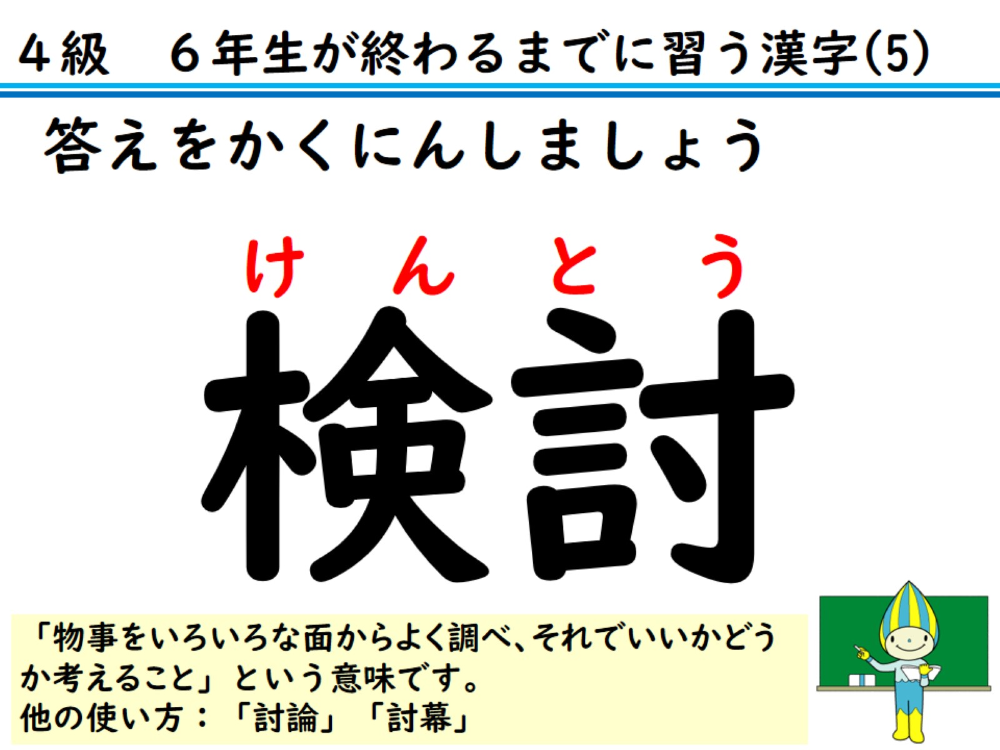 ４級　６年生が終わるまでに習う漢字(5)
答えをかくにんしましょう
けんとう
検討
「物事をいろいろな面からよく調べ、それでいいかどう
か考えること」という意味です。
他の使い方：「討論」「討幕」